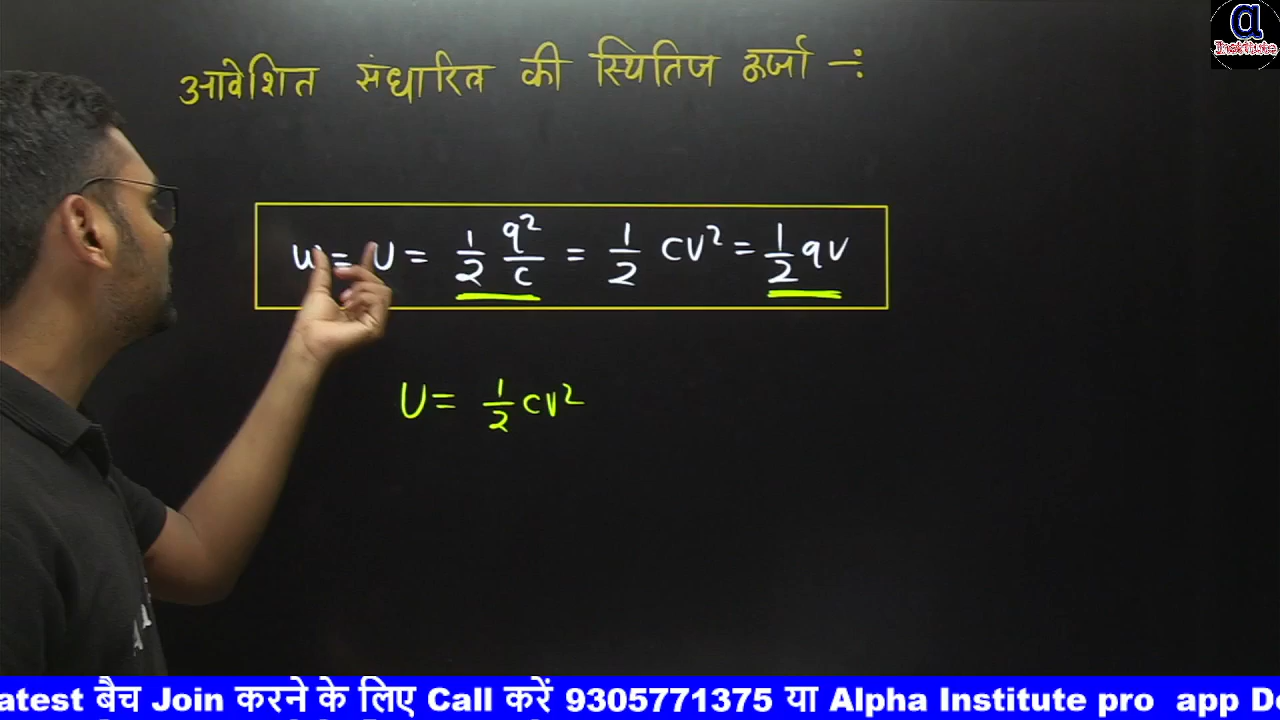 आवेशित संधारित्र की स्थितिज ऊर्जा -:
W = U = 1/2 q²/c = 1/2 CV² = 1/2 qV
U = 1/2 CV²
α
Institute
atest बैच Join करने के लिए Call करें 9305771375 या Alpha Institute pro app D